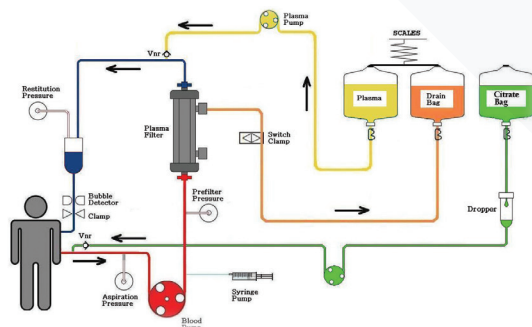 Plasma
Pump
Vnr
SCALES
Restitution
Pressure
Plasma
Filter
Plasma
Drain
Bag
Citrate
Bag
Switch
Clamp
Bubble
Detector
Clamp
Prefilter
Pressure
Dropper
Vnr
Aspiration
Pressure
Syringe
Pump
Blood